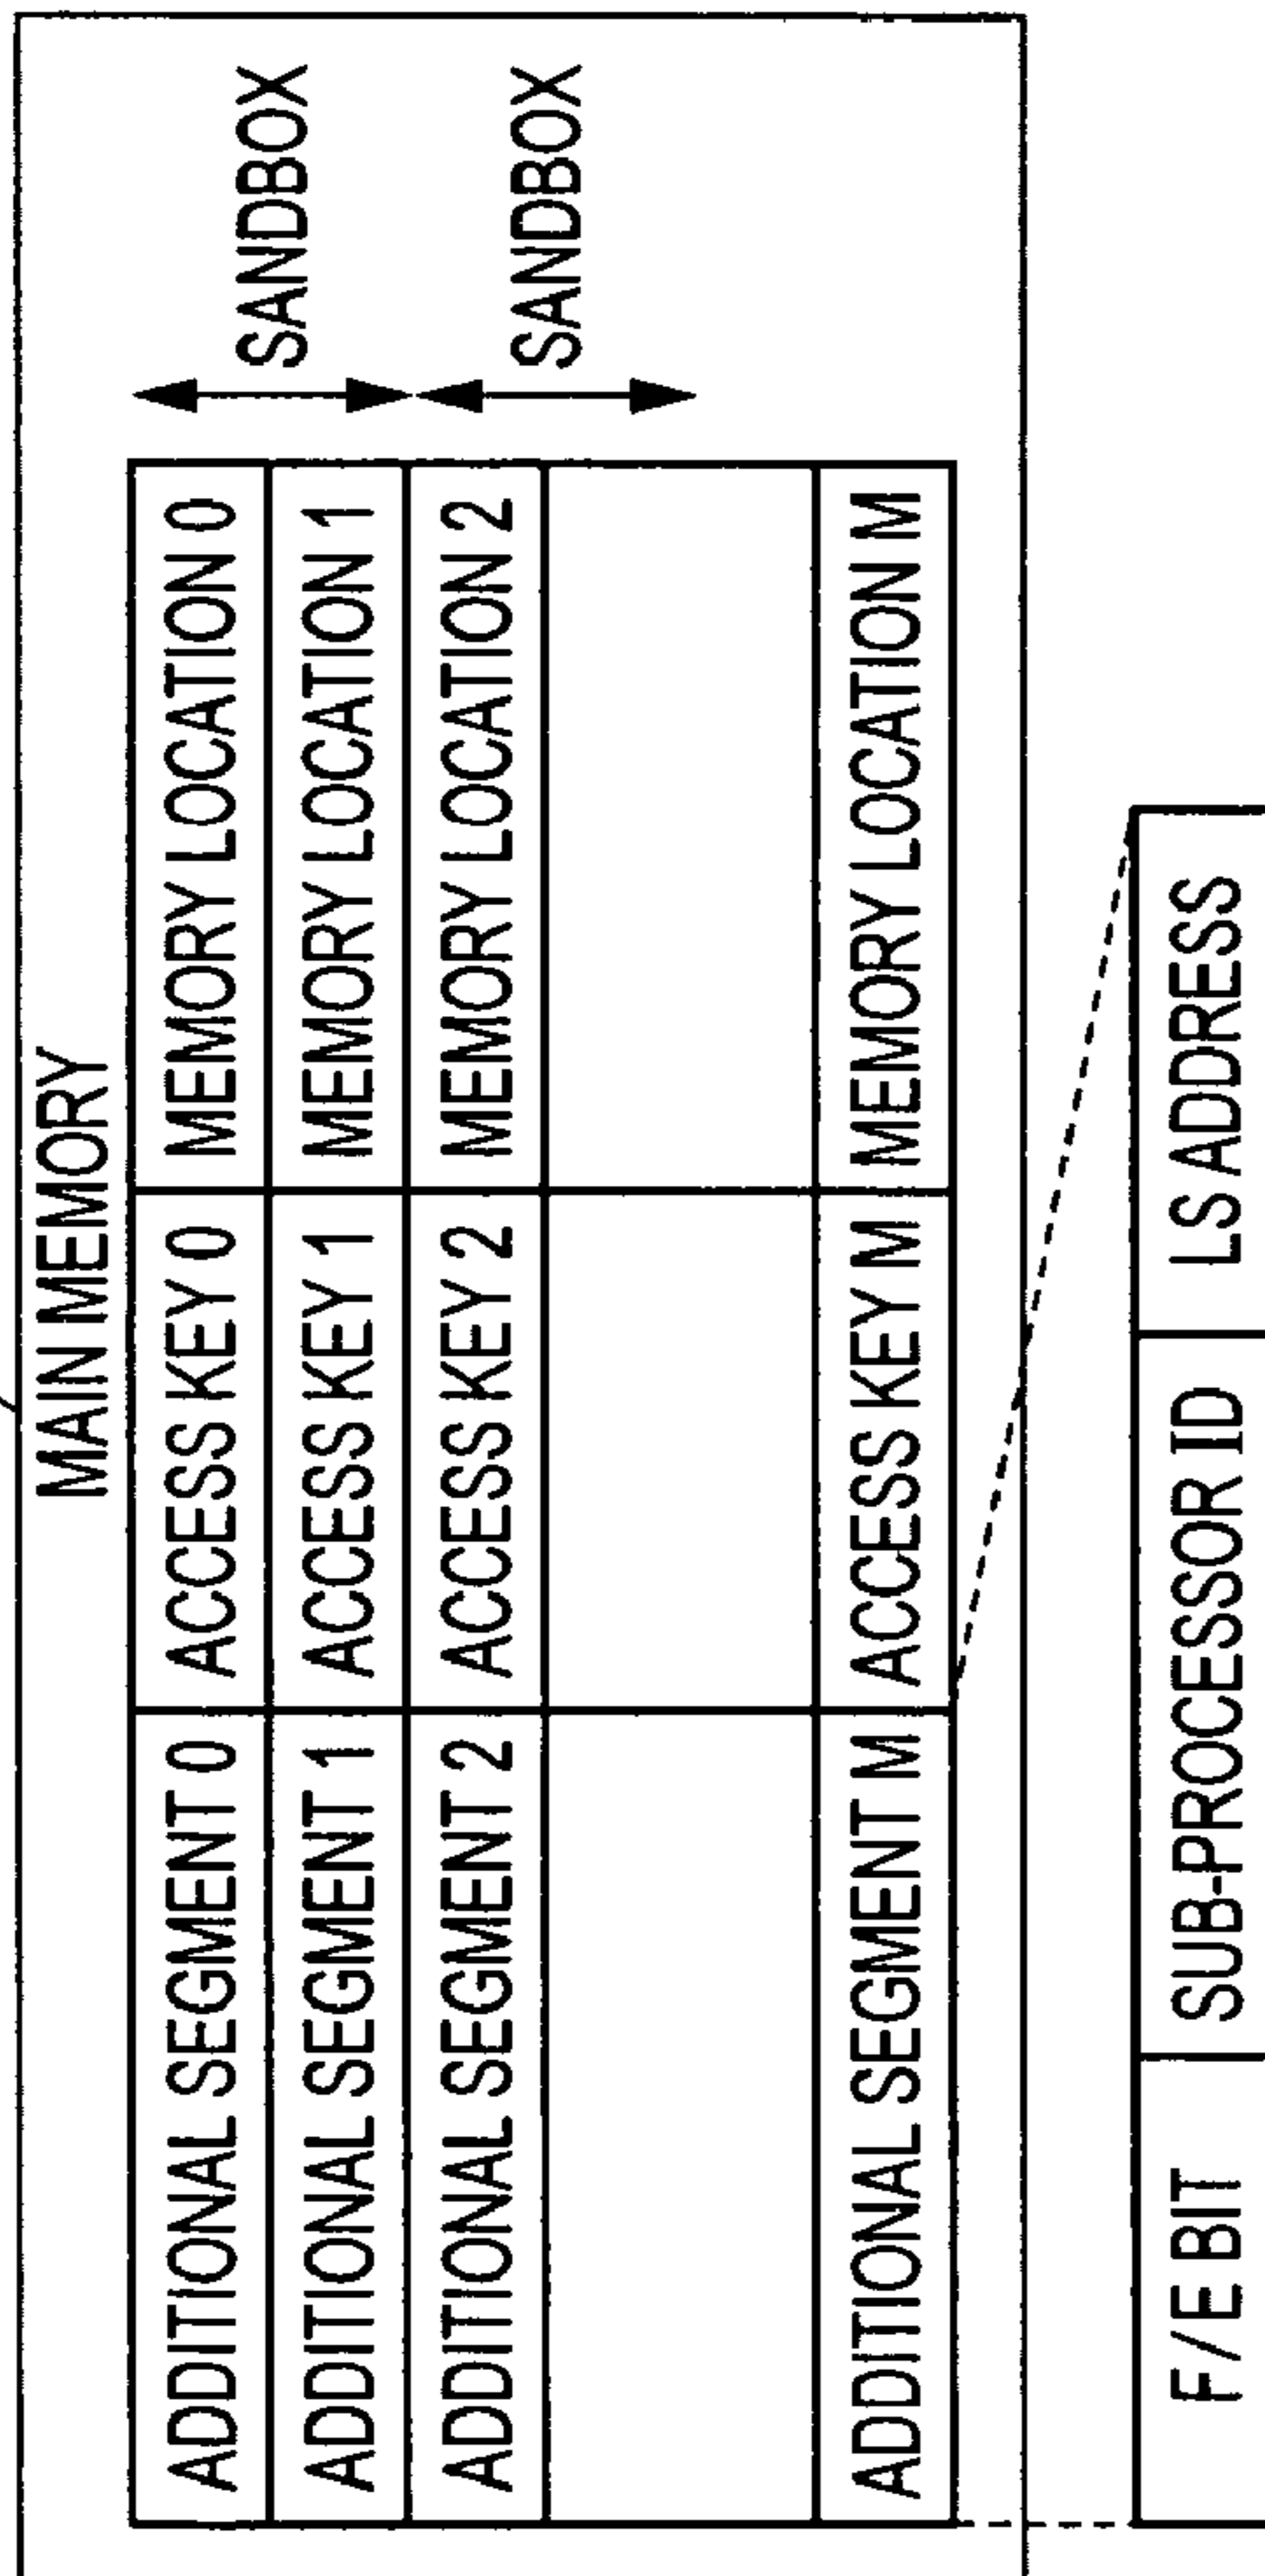 MAIN MEMORY
ADDITIONAL SEGMENT 0 ACCESS KEY 0 MEMORY LOCATION 0
ADDITIONAL SEGMENT 1 ACCESS KEY 1 MEMORY LOCATION 1
SANDBOX
ADDITIONAL SEGMENT 2 ACCESS KEY 2 MEMORY LOCATION 2
SANDBOX
ADDITIONAL SEGMENT M ACCESS KEY M MEMORY LOCATION M
F/E BIT SUB-PROCESSOR ID LS ADDRESS